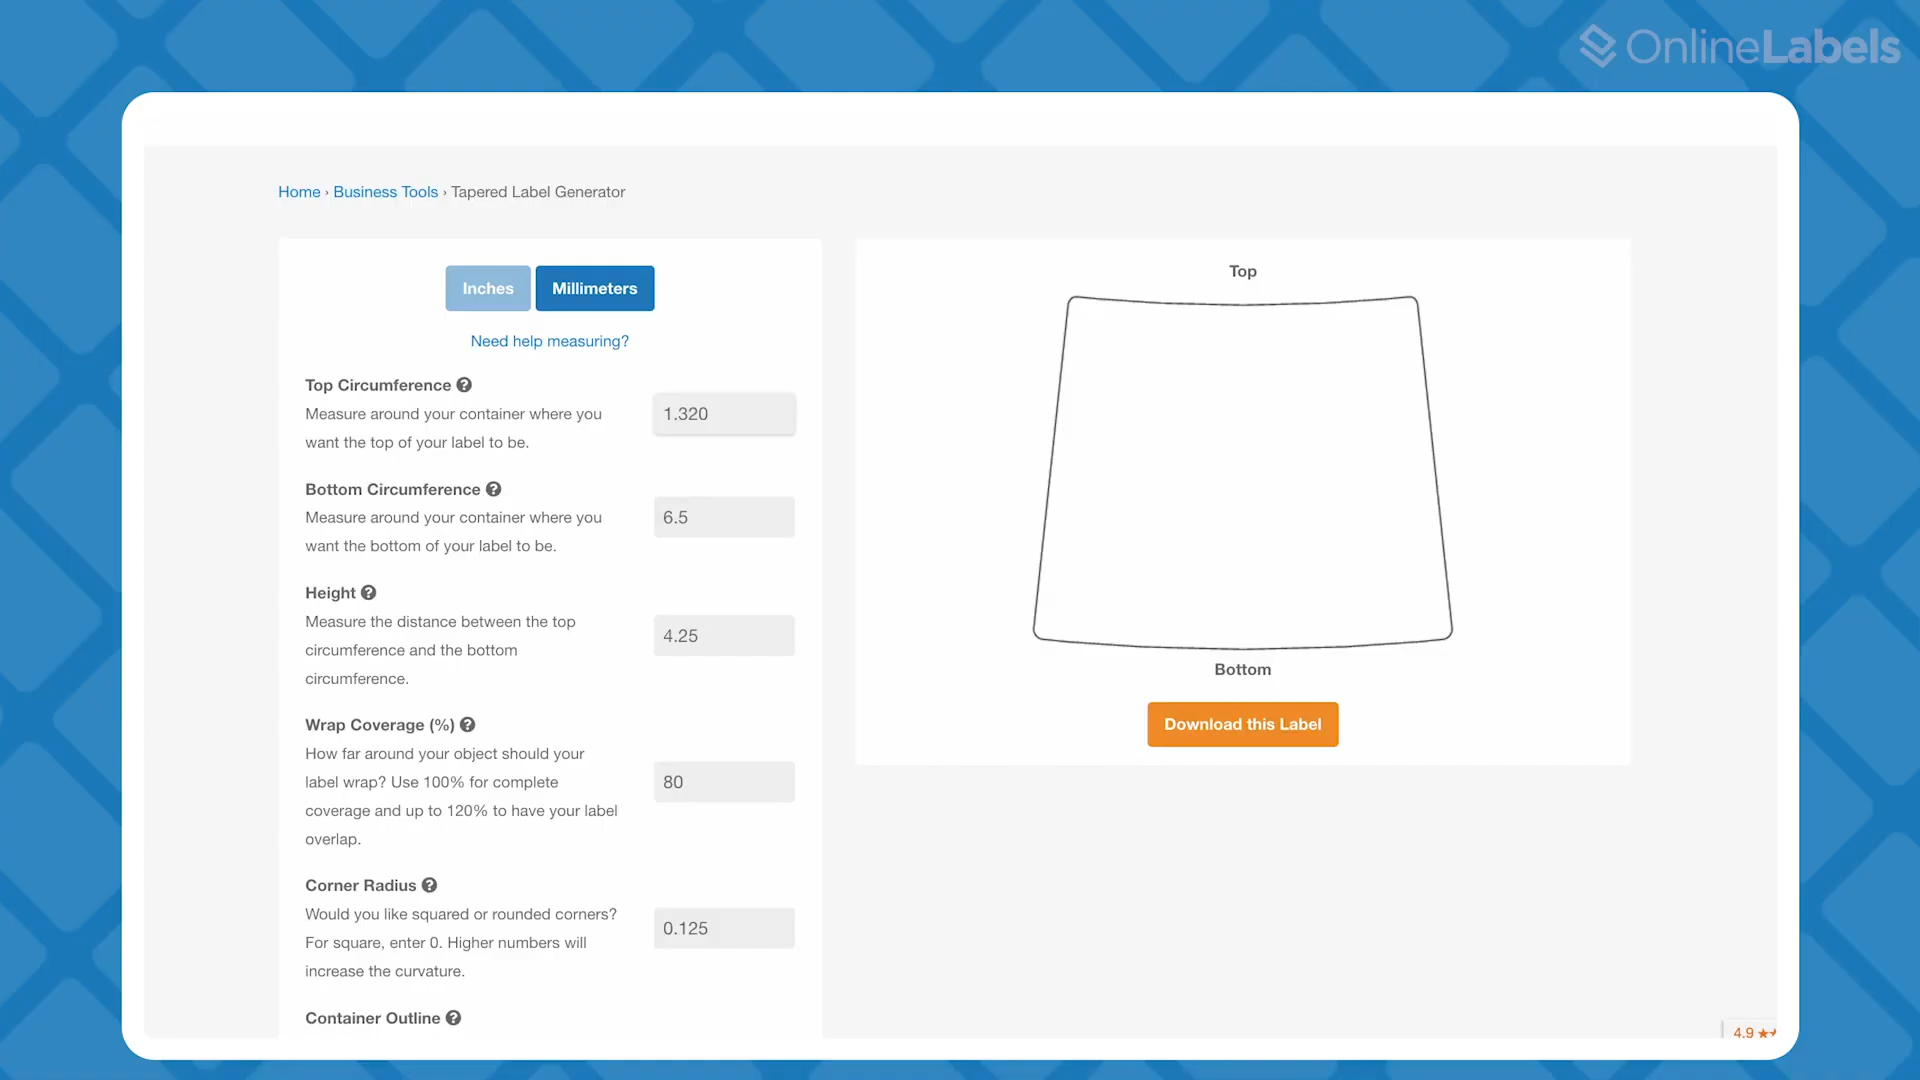 OnlineLabels
Home › Business Tools › Tapered Label Generator
Inches
Millimeters
Need help measuring?
Top Circumference ?
Measure around your container where you
want the top of your label to be.
1.320
Bottom Circumference ?
Measure around your container where you
want the bottom of your label to be.
6.5
Height ?
Measure the distance between the top
circumference and the bottom
circumference.
4.25
Wrap Coverage (%) ?
How far around your object should your
label wrap? Use 100% for complete
coverage and up to 120% to have your label
overlap.
80
Corner Radius ?
Would you like squared or rounded corners?
For square, enter 0. Higher numbers will
increase the curvature.
0.125
Container Outline ?
Top
Bottom
Download this Label
4.9 ★★